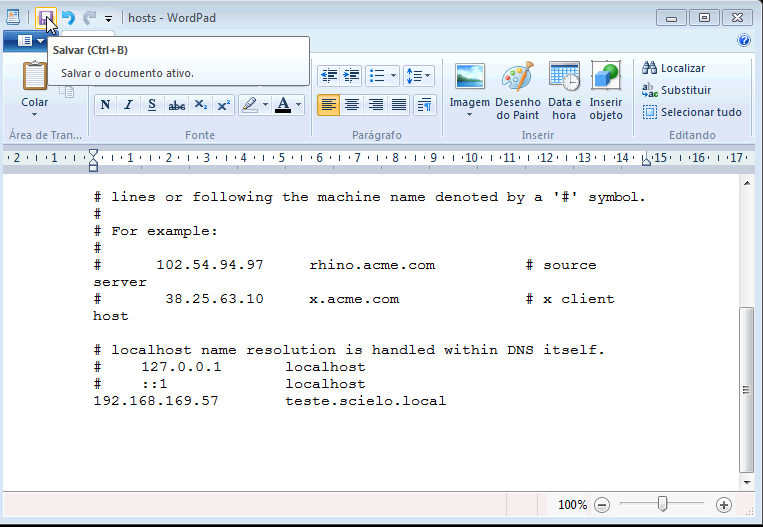 hosts - WordPad
Salvar (Ctrl+B)
Salvar o documento ativo.
Colar
N I S abc X₂ X² A
Imagem
Desenho do Paint
Data e hora
Inserir objeto
Localizar
Substituir
Selecionar tudo
Área de Tran...
Fonte
Parágrafo
Inserir
Editando
2 1 1 2 3 4 5 6 7 8 9 10 11 12 13 14 15 16 17
# lines or following the machine name denoted by a '#' symbol.
#
# For example:
#
# 102.54.94.97 rhino.acme.com # source
server
# 38.25.63.10 x.acme.com # x client
host
# localhost name resolution is handled within DNS itself.
# 127.0.0.1 localhost
# ::1 localhost
192.168.169.57 teste.scielo.local
100%